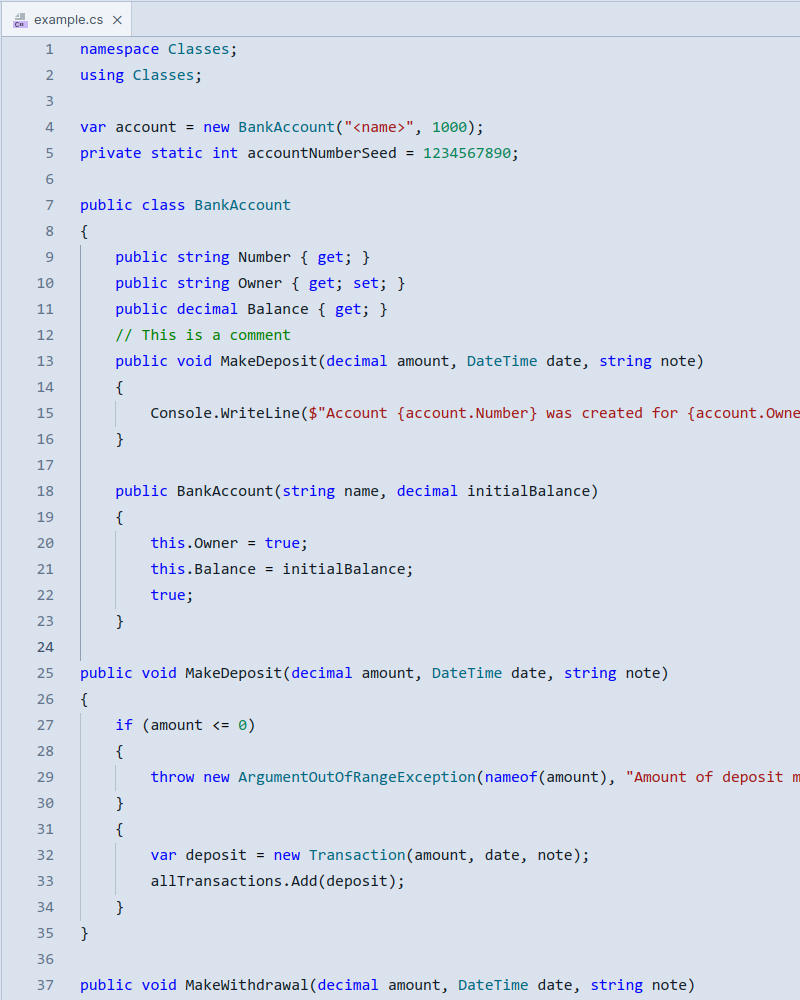 example.cs ×
1 namespace Classes;
2 using Classes;
3
4 var account = new BankAccount("<name>", 1000);
5 private static int accountNumberSeed = 1234567890;
6
7 public class BankAccount
8 {
9     public string Number { get; }
10     public string Owner { get; set; }
11     public decimal Balance { get; }
12     // This is a comment
13     public void MakeDeposit(decimal amount, DateTime date, string note)
14     {
15         Console.WriteLine($"Account {account.Number} was created for {account.Owne
16     }
17
18     public BankAccount(string name, decimal initialBalance)
19     {
20         this.Owner = true;
21         this.Balance = initialBalance;
22         true;
23     }
24
25 public void MakeDeposit(decimal amount, DateTime date, string note)
26 {
27     if (amount <= 0)
28     {
29         throw new ArgumentOutOfRangeException(nameof(amount), "Amount of deposit m
30     }
31     {
32         var deposit = new Transaction(amount, date, note);
33         allTransactions.Add(deposit);
34     }
35 }
36
37 public void MakeWithdrawal(decimal amount, DateTime date, string note)